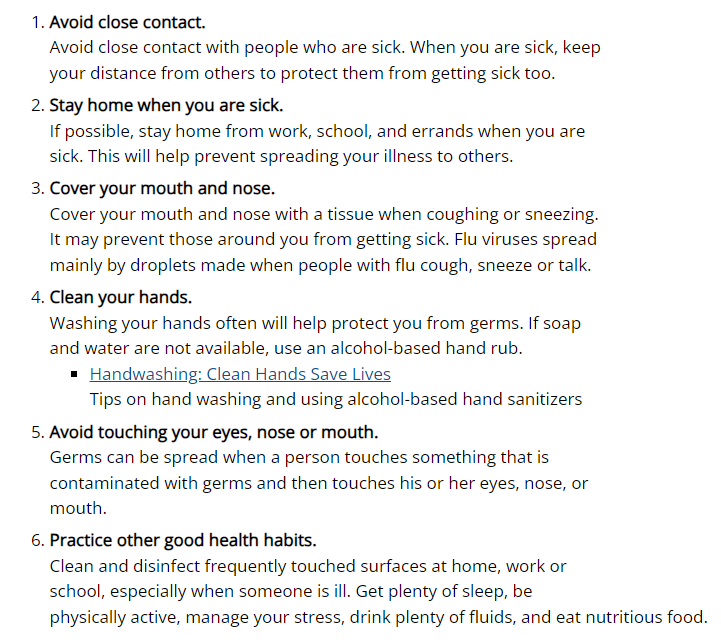 1. Avoid close contact.
Avoid close contact with people who are sick. When you are sick, keep
your distance from others to protect them from getting sick too.
2. Stay home when you are sick.
If possible, stay home from work, school, and errands when you are
sick. This will help prevent spreading your illness to others.
3. Cover your mouth and nose.
Cover your mouth and nose with a tissue when coughing or sneezing.
It may prevent those around you from getting sick. Flu viruses spread
mainly by droplets made when people with flu cough, sneeze or talk.
4. Clean your hands.
Washing your hands often will help protect you from germs. If soap
and water are not available, use an alcohol-based hand rub.
▪ Handwashing: Clean Hands Save Lives
Tips on hand washing and using alcohol-based hand sanitizers
5. Avoid touching your eyes, nose or mouth.
Germs can be spread when a person touches something that is
contaminated with germs and then touches his or her eyes, nose, or
mouth.
6. Practice other good health habits.
Clean and disinfect frequently touched surfaces at home, work or
school, especially when someone is ill. Get plenty of sleep, be
physically active, manage your stress, drink plenty of fluids, and eat nutritious food.